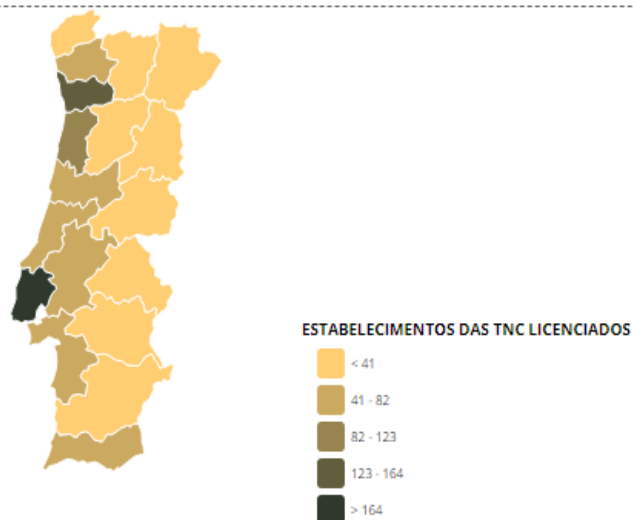 ESTABELECIMENTOS DAS TNC LICENCIADOS
< 41
41 - 82
82 - 123
123 - 164
> 164